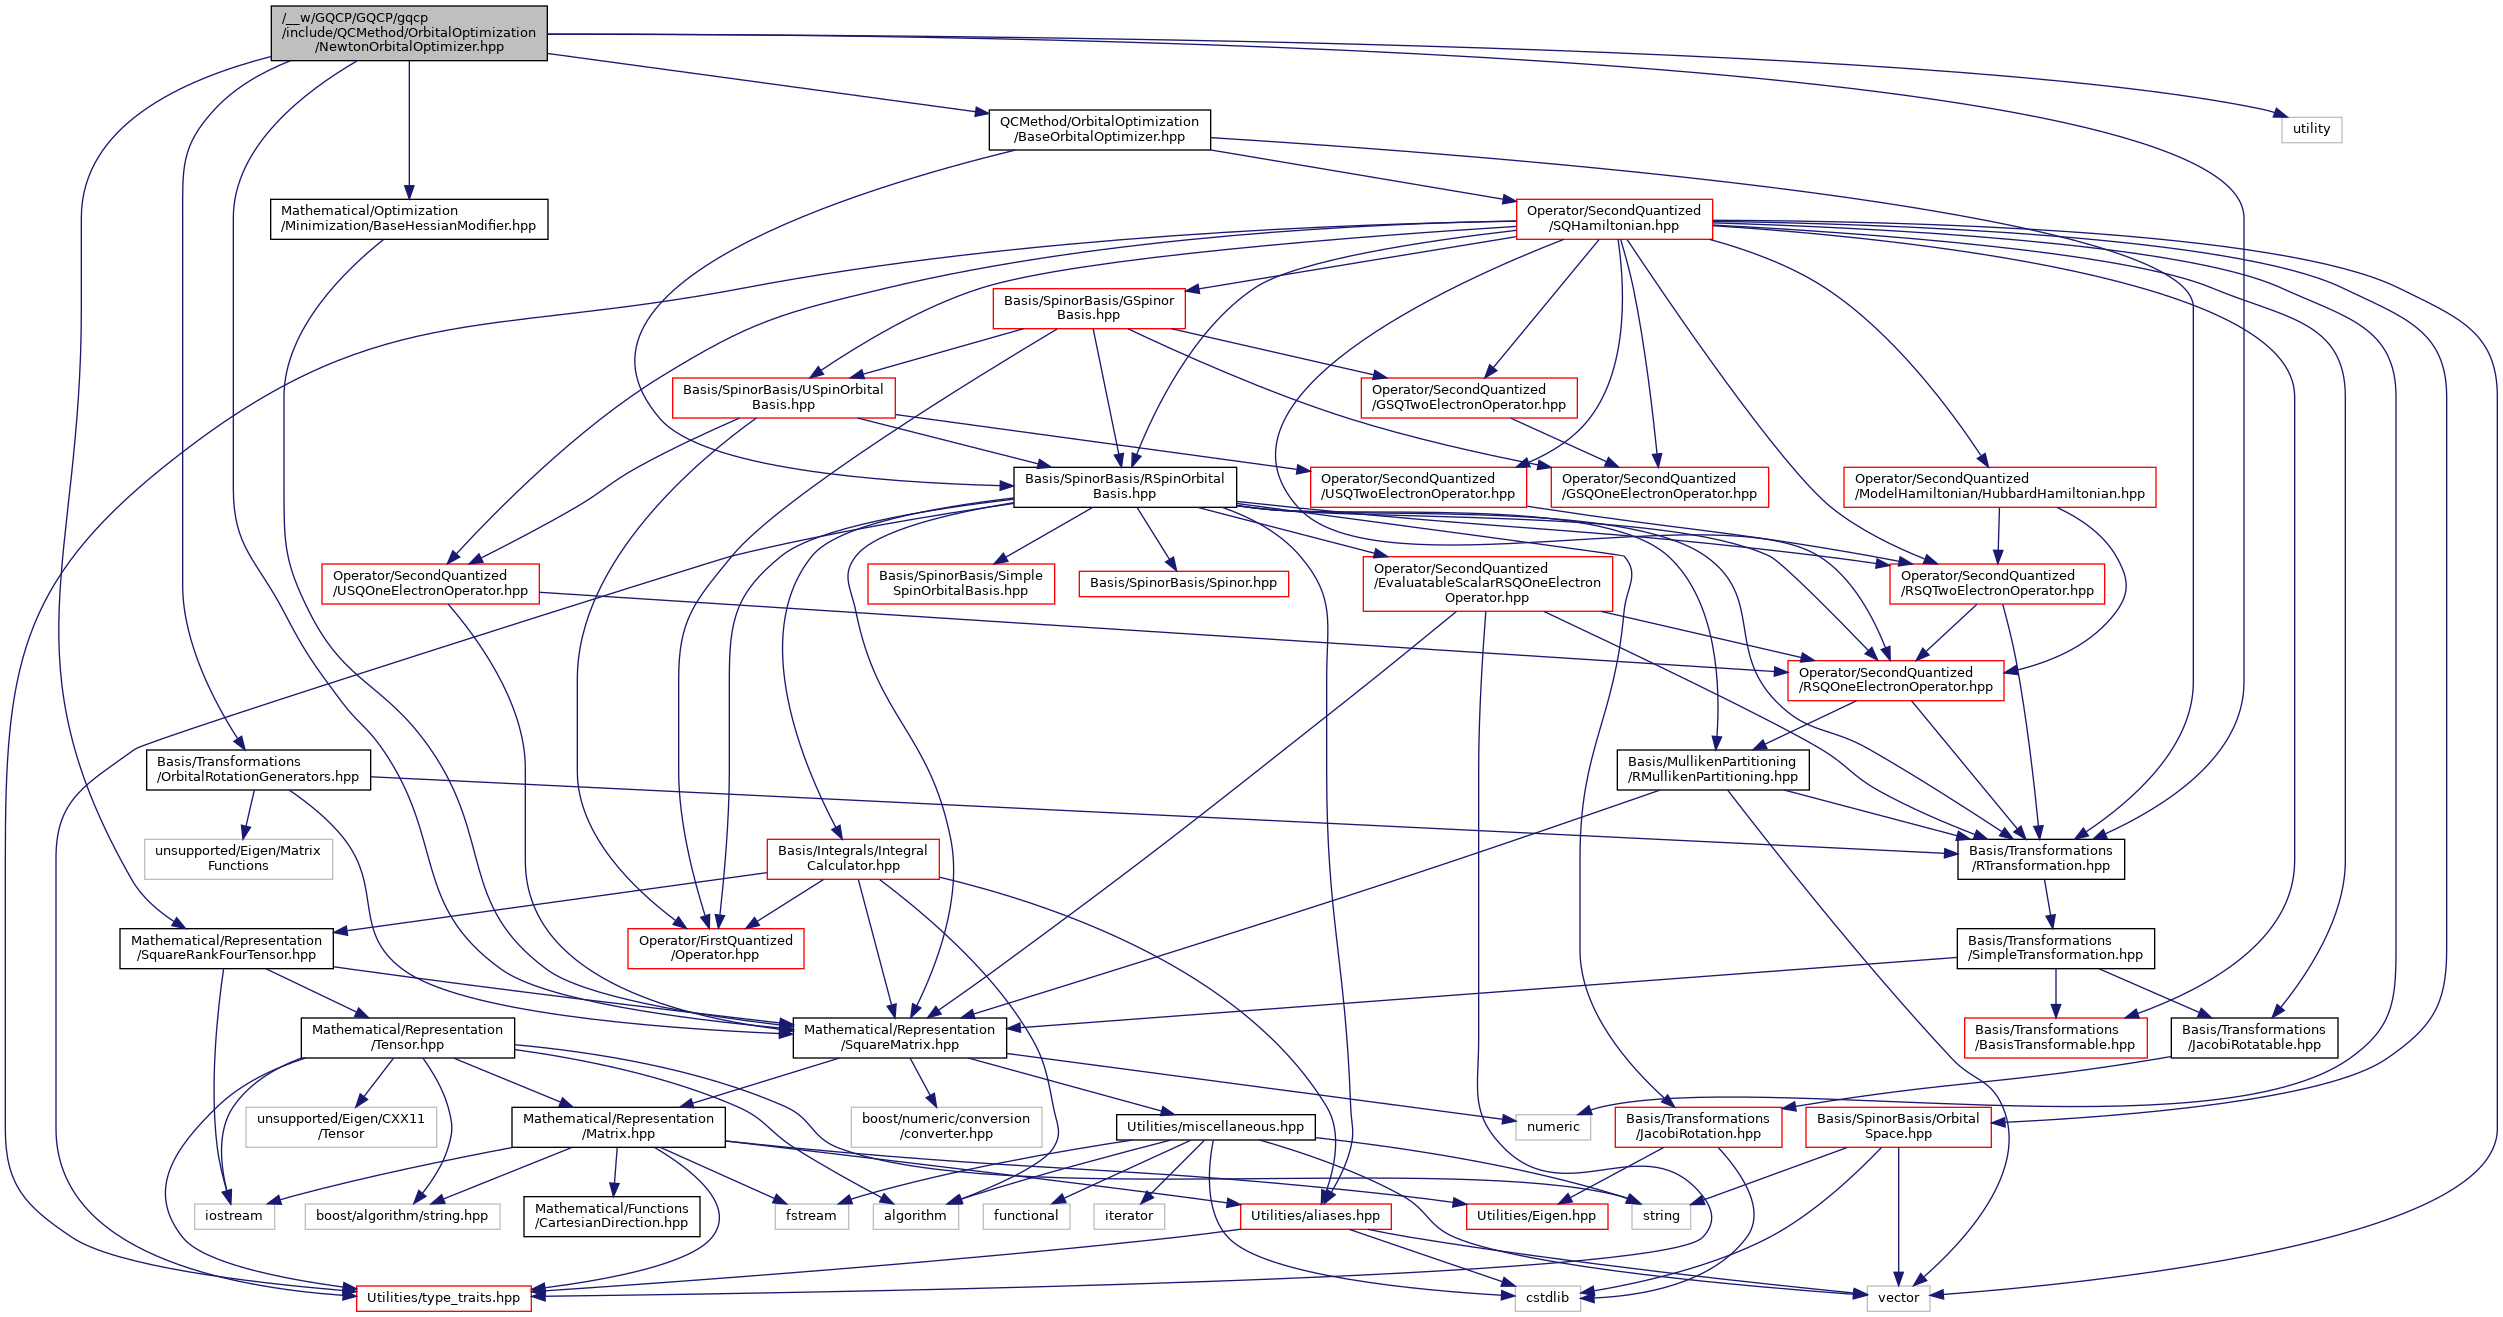 /__w/GQCP/GQCP/gqcp
/include/QCMethod/OrbitalOptimization
/NewtonOrbitalOptimizer.hpp
QCMethod/OrbitalOptimization
/BaseOrbitalOptimizer.hpp
utility
Mathematical/Optimization
/Minimization/BaseHessianModifier.hpp
Operator/SecondQuantized
/SQHamiltonian.hpp
Basis/SpinorBasis/GSpinor
Basis.hpp
Basis/SpinorBasis/USpinOrbital
Basis.hpp
Operator/SecondQuantized
/GSQTwoElectronOperator.hpp
Basis/SpinorBasis/RSpinOrbital
Basis.hpp
Operator/SecondQuantized
/USQTwoElectronOperator.hpp
Operator/SecondQuantized
/GSQOneElectronOperator.hpp
Operator/SecondQuantized
/ModelHamiltonian/HubbardHamiltonian.hpp
Operator/SecondQuantized
/USQOneElectronOperator.hpp
Basis/SpinorBasis/Simple
SpinOrbitalBasis.hpp
Basis/SpinorBasis/Spinor.hpp
Operator/SecondQuantized
/EvaluatableScalarRSQOneElectron
Operator.hpp
Operator/SecondQuantized
/RSQTwoElectronOperator.hpp
Operator/SecondQuantized
/RSQOneElectronOperator.hpp
Basis/Transformations
/OrbitalRotationGenerators.hpp
Basis/MullikenPartitioning
/RMullikenPartitioning.hpp
unsupported/Eigen/Matrix
Functions
Basis/Integrals/Integral
Calculator.hpp
Basis/Transformations
/RTransformation.hpp
Mathematical/Representation
/SquareRankFourTensor.hpp
Operator/FirstQuantized
/Operator.hpp
Basis/Transformations
/SimpleTransformation.hpp
Mathematical/Representation
/Tensor.hpp
Mathematical/Representation
/SquareMatrix.hpp
Basis/Transformations
/BasisTransformable.hpp
Basis/Transformations
/JacobiRotatable.hpp
unsupported/Eigen/CXX11
/Tensor
Mathematical/Representation
/Matrix.hpp
boost/numeric/conversion
/converter.hpp
Utilities/miscellaneous.hpp
numeric
Basis/Transformations
/JacobiRotation.hpp
Basis/SpinorBasis/Orbital
Space.hpp
iostream
boost/algorithm/string.hpp
Mathematical/Functions
/CartesianDirection.hpp
fstream
algorithm
functional
iterator
Utilities/aliases.hpp
Utilities/Eigen.hpp
string
Utilities/type_traits.hpp
cstdlib
vector